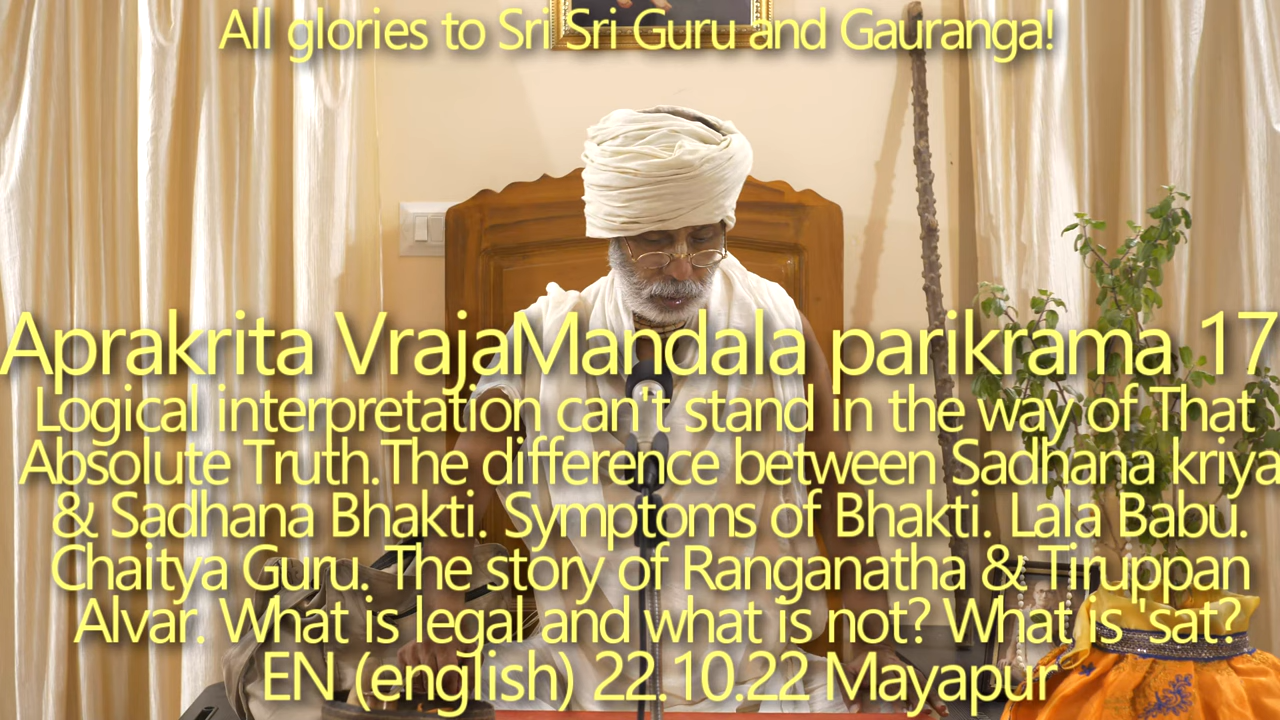 All glories to Sri Sri Guru and Gauranga!
Aprakrita VrajaMandala parikrama 17
Logical interpretation can't stand in the way of That
Absolute Truth.The difference between Sadhana kriya
& Sadhana Bhakti. Symptoms of Bhakti. Lala Babu.
Chaitya Guru. The story of Ranganatha & Tiruppan
Alvar. What is legal and what is not? What is 'sat?
EN (english) 22.10.22 Mayapur